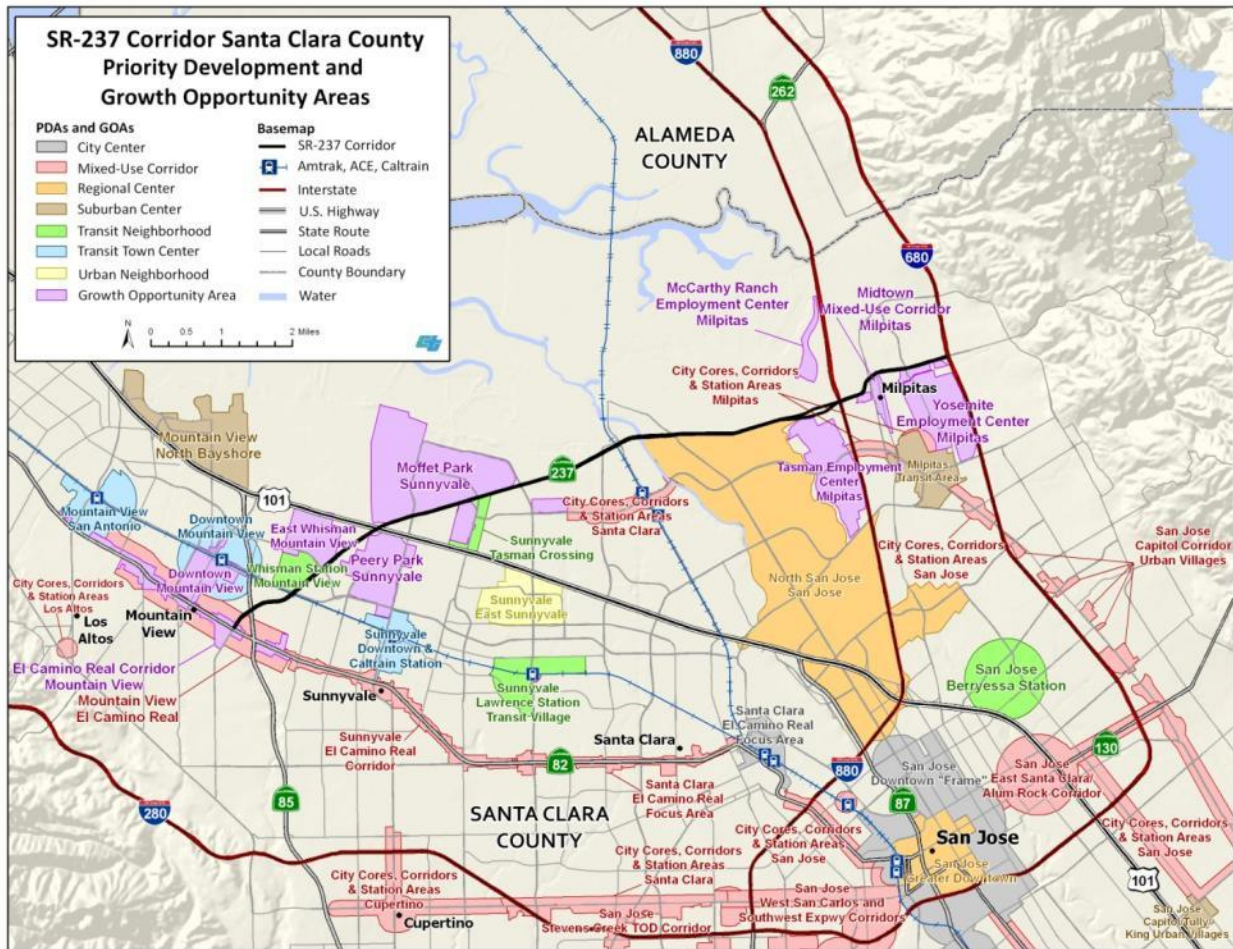 SR-237 Corridor Santa Clara County
Priority Development and
Growth Opportunity Areas
PDAs and GOAs
City Center
Mixed-Use Corridor
Regional Center
Suburban Center
Transit Neighborhood
Transit Town Center
Urban Neighborhood
Growth Opportunity Area
Basemap
SR-237 Corridor
Amtrak, ACE, Caltrain
Interstate
U.S. Highway
State Route
Local Roads
County Boundary
Water
N
0 0.5 1 2 Miles
880
262
ALAMEDA
COUNTY
680
McCarthy Ranch
Employment Center
Milpitas
Midtown
Mixed-Use Corridor
Milpitas
City Cores, Corridors
& Station Areas
Milpitas
Milpitas
Yosemite
Employment Center
Milpitas
Mountain View
North Bayshore
101
Moffet Park
Sunnyvale
237
Tasman Employment
Center
Milpitas
Milpitas
Transit Area
Mountain View
San Antonio
Downtown
Mountain View
East Whisman
Mountain View
City Cores, Corridors
& Station Areas
Santa Clara
Sunnyvale
Tasman Crossing
San Jose
Capitol Corridor
Urban Villages
City Cores, Corridors
& Station Areas
San Jose
Downtown
Mountain View
Whisman Station
Mountain View
Peery Park
Sunnyvale
North San Jose
San Jose
City Cores, Corridors
& Station Areas
Los Altos
Los
Altos
Mountain
View
Sunnyvale
East Sunnyvale
Sunnyvale
Downtown &
Caltrain Station
El Camino Real Corridor
Mountain View
Mountain View
El Camino Real
Sunnyvale
Sunnyvale
Lawrence Station
Transit Village
San Jose
Berryessa Station
Sunnyvale
El Camino Real
Corridor
Santa Clara
Santa Clara
El Camino Real
Focus Area
82
880
San Jose
Downtown "Frame"
87
San Jose
East Santa Clara/
Alum Rock Corridor
130
280
85
SANTA CLARA
COUNTY
Santa Clara
El Camino Real
Focus Area
City Cores, Corridors
& Station Areas
San Jose
San Jose
San Jose
Greater Downtown
City Cores, Corridors
& Station Areas
San Jose
City Cores, Corridors
& Station Areas
Cupertino
Cupertino
City Cores, Corridors
& Station Areas
Santa Clara
San Jose
Stevens Creek TOD Corridor
San Jose
West San Carlos and
Southwest Expwy Corridors
101
San Jose
Capitol/Tully/
King Urban Villages